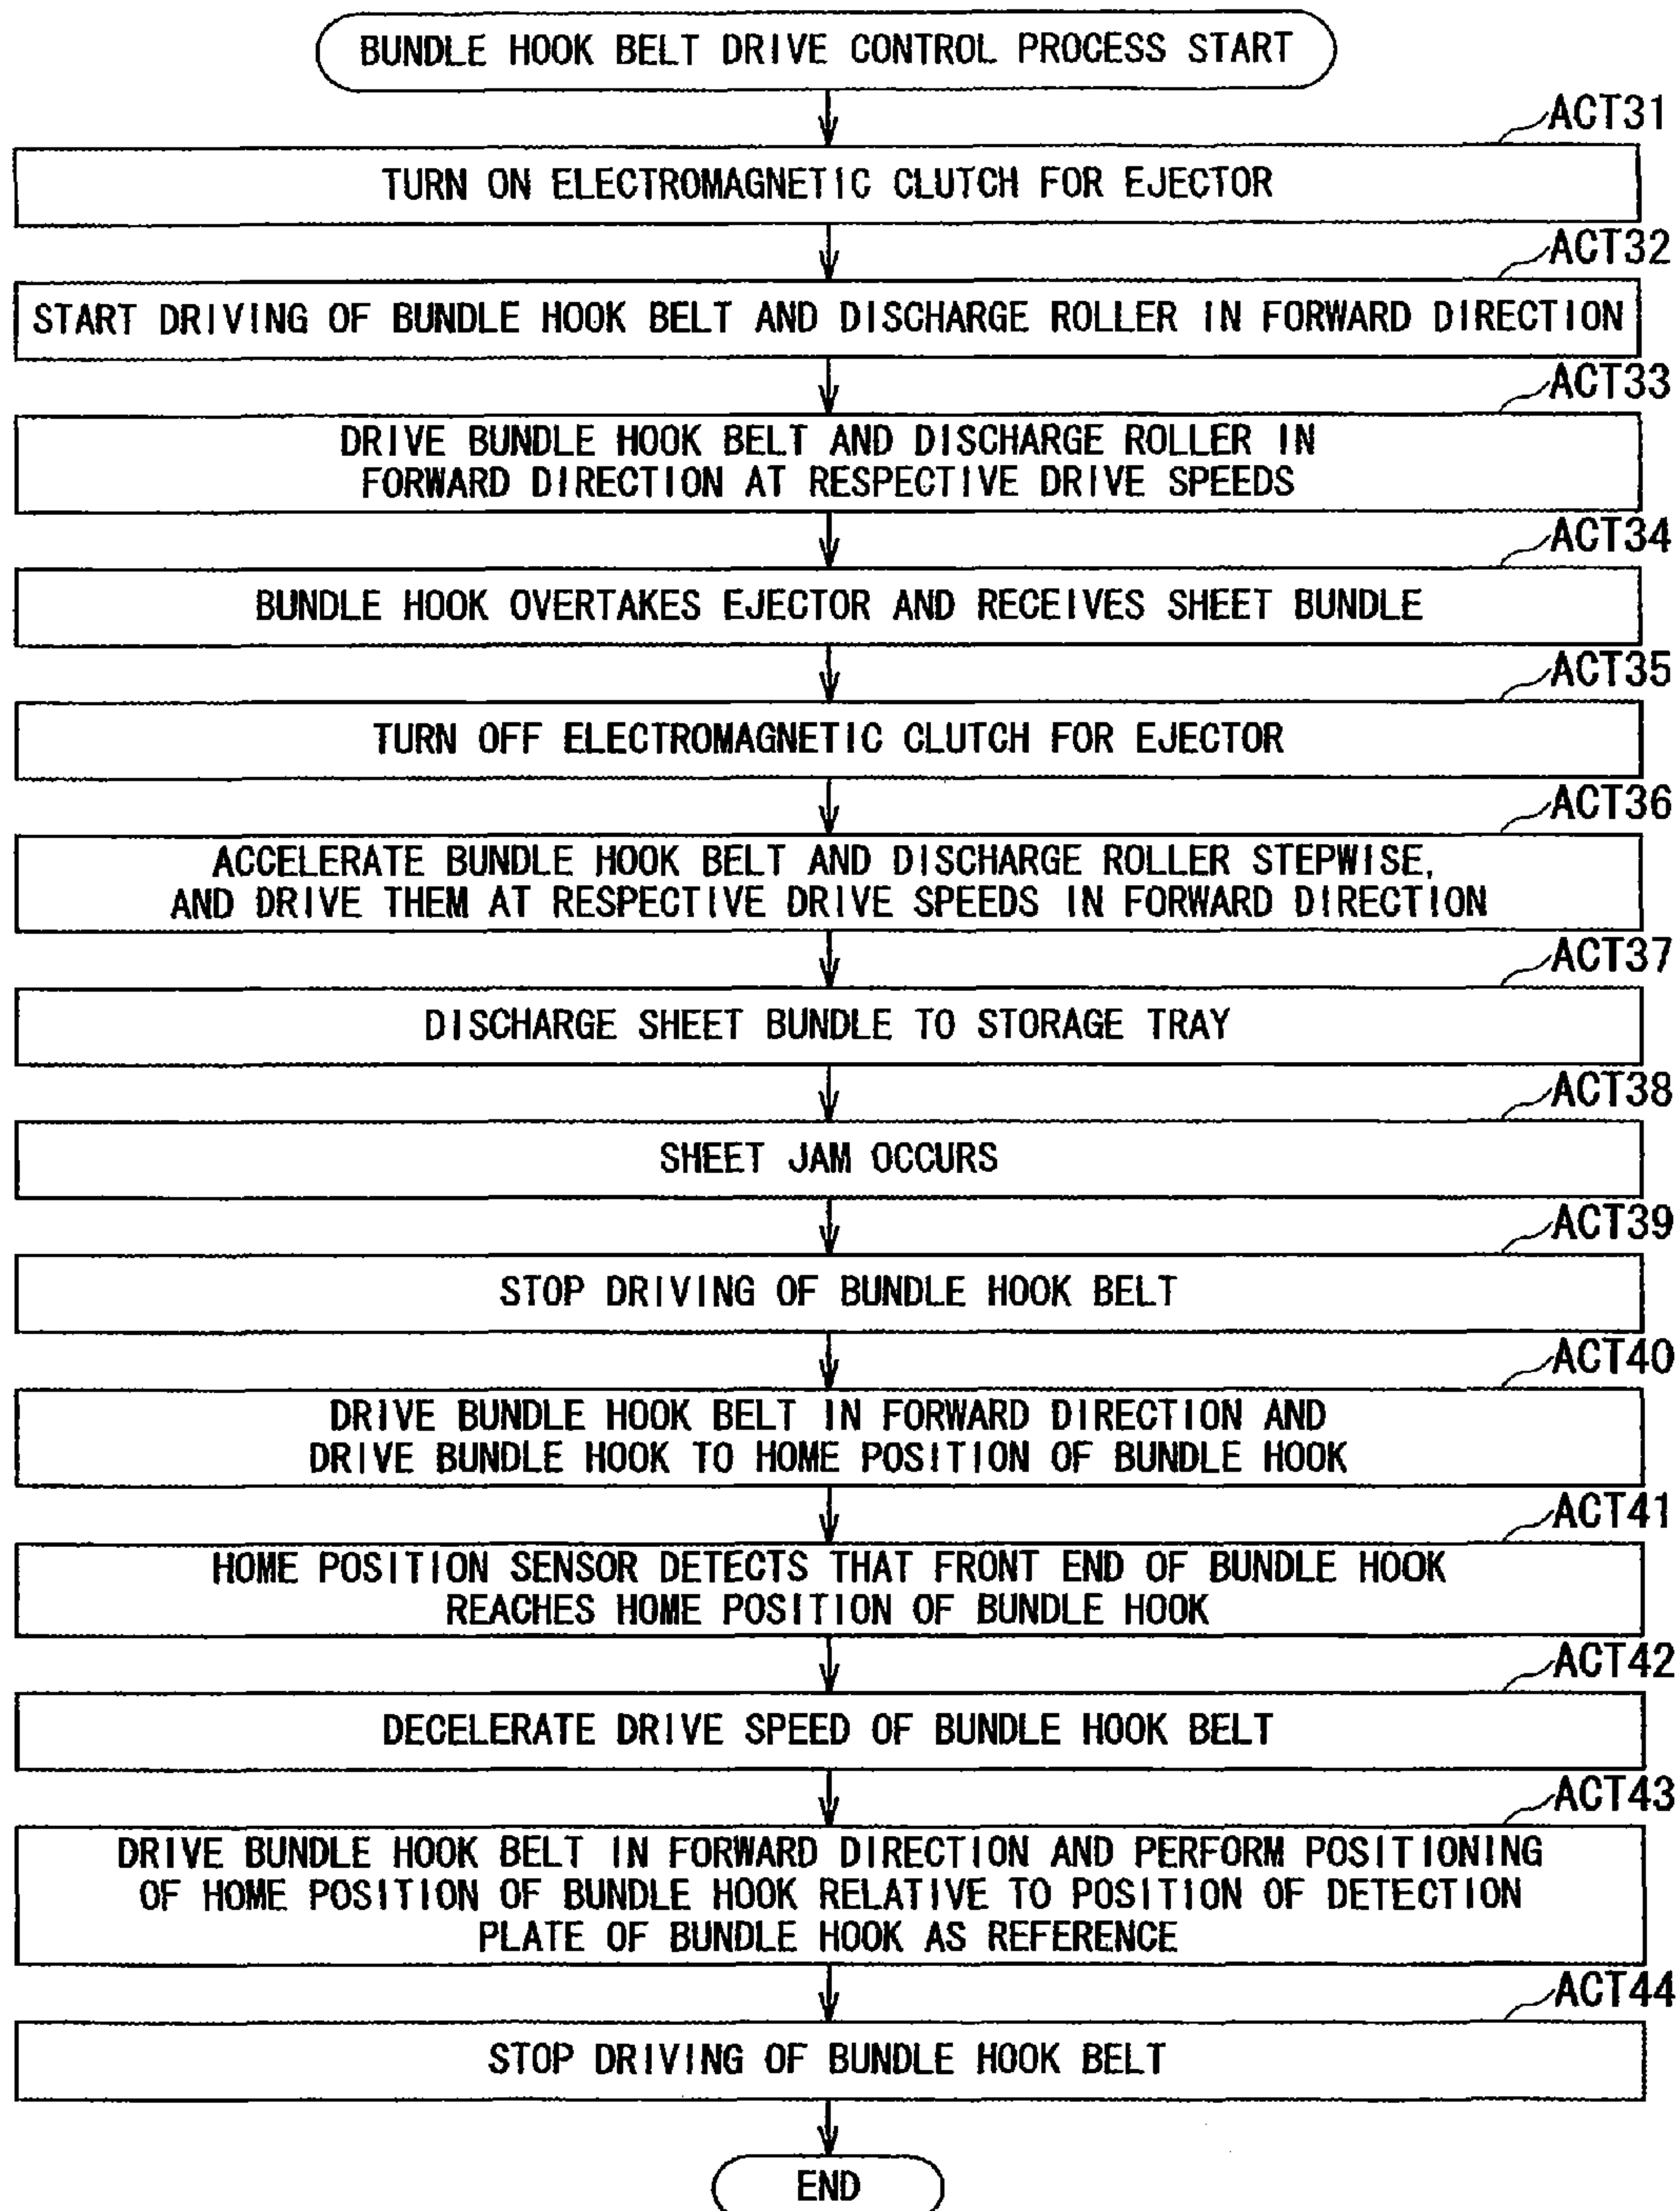 BUNDLE HOOK BELT DRIVE CONTROL PROCESS START
ACT31
TURN ON ELECTROMAGNETIC CLUTCH FOR EJECTOR
ACT32
START DRIVING OF BUNDLE HOOK BELT AND DISCHARGE ROLLER IN FORWARD DIRECTION
ACT33
DRIVE BUNDLE HOOK BELT AND DISCHARGE ROLLER IN
FORWARD DIRECTION AT RESPECTIVE DRIVE SPEEDS
ACT34
BUNDLE HOOK OVERTAKES EJECTOR AND RECEIVES SHEET BUNDLE
ACT35
TURN OFF ELECTROMAGNETIC CLUTCH FOR EJECTOR
ACT36
ACCELERATE BUNDLE HOOK BELT AND DISCHARGE ROLLER STEPWISE,
AND DRIVE THEM AT RESPECTIVE DRIVE SPEEDS IN FORWARD DIRECTION
ACT37
DISCHARGE SHEET BUNDLE TO STORAGE TRAY
ACT38
SHEET JAM OCCURS
ACT39
STOP DRIVING OF BUNDLE HOOK BELT
ACT40
DRIVE BUNDLE HOOK BELT IN FORWARD DIRECTION AND
DRIVE BUNDLE HOOK TO HOME POSITION OF BUNDLE HOOK
ACT41
HOME POSITION SENSOR DETECTS THAT FRONT END OF BUNDLE HOOK
REACHES HOME POSITION OF BUNDLE HOOK
ACT42
DECELERATE DRIVE SPEED OF BUNDLE HOOK BELT
ACT43
DRIVE BUNDLE HOOK BELT IN FORWARD DIRECTION AND PERFORM POSITIONING
OF HOME POSITION OF BUNDLE HOOK RELATIVE TO POSITION OF DETECTION
PLATE OF BUNDLE HOOK AS REFERENCE
ACT44
STOP DRIVING OF BUNDLE HOOK BELT
END